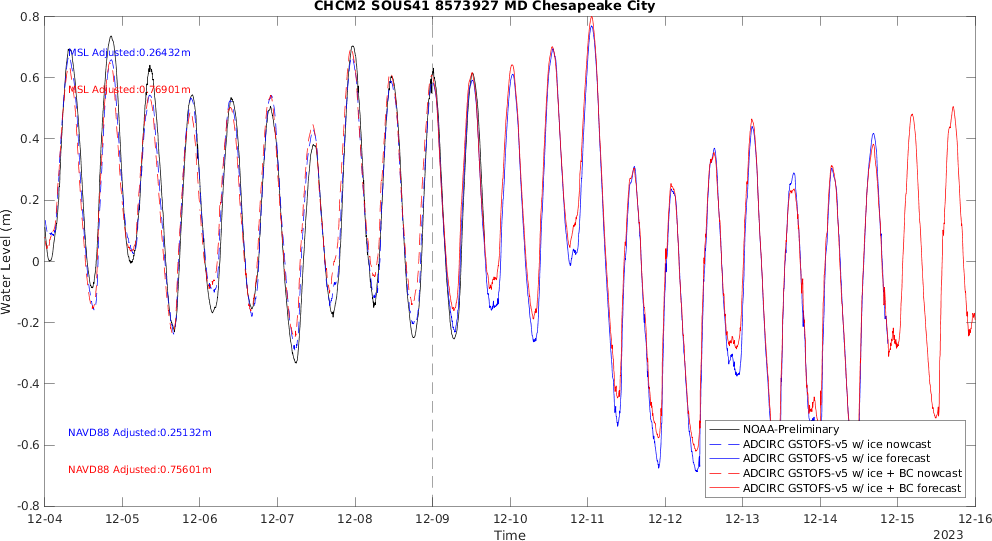 CHCM2 SOUS41 8573927 MD Chesapeake City
0.8
0.6
0.4
0.2
0
-0.2
-0.4
-0.6
-0.8
Water Level (m)
MSL Adjusted:0.26432m
MSL Adjusted:0.76901m
NAVD88 Adjusted:0.25132m
NAVD88 Adjusted:0.75601m
NOAA-Preliminary
ADCIRC GSTOFS-v5 w/ ice nowcast
ADCIRC GSTOFS-v5 w/ ice forecast
ADCIRC GSTOFS-v5 w/ ice + BC nowcast
ADCIRC GSTOFS-v5 w/ ice + BC forecast
12-04 12-05 12-06 12-07 12-08 12-09 12-10 12-11 12-12 12-13 12-14 12-15 12-16
Time
2023